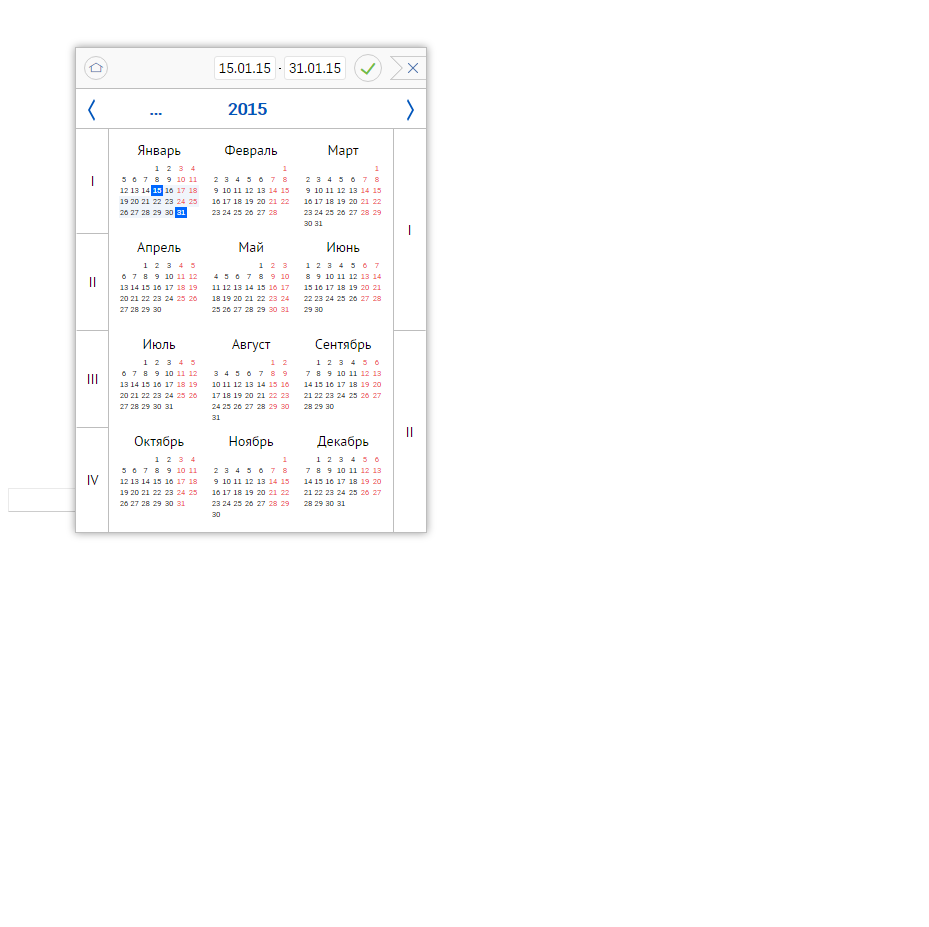 15.01.15 - 31.01.15
... 2015
Январь Февраль Март
1 2 3 4 1 1
5 6 7 8 9 10 11 2 3 4 5 6 7 8 2 3 4 5 6 7 8
12 13 14 15 16 17 18 9 10 11 12 13 14 15 9 10 11 12 13 14 15
I
19 20 21 22 23 24 25 16 17 18 19 20 21 22 16 17 18 19 20 21 22
26 27 28 29 30 31 23 24 25 26 27 28 23 24 25 26 27 28 29
30 31
I
Апрель Май Июнь
1 2 3 4 5 1 2 3 1 2 3 4 5 6 7
6 7 8 9 10 11 12 4 5 6 7 8 9 10 8 9 10 11 12 13 14
II
13 14 15 16 17 18 19 11 12 13 14 15 16 17 15 16 17 18 19 20 21
20 21 22 23 24 25 26 18 19 20 21 22 23 24 22 23 24 25 26 27 28
27 28 29 30 25 26 27 28 29 30 31 29 30
Июль Август Сентябрь
1 2 3 4 5 1 2 1 2 3 4 5 6
6 7 8 9 10 11 12 3 4 5 6 7 8 9 7 8 9 10 11 12 13
III
13 14 15 16 17 18 19 10 11 12 13 14 15 16 14 15 16 17 18 19 20
20 21 22 23 24 25 26 17 18 19 20 21 22 23 21 22 23 24 25 26 27
27 28 29 30 31 24 25 26 27 28 29 30 28 29 30
31
II
Октябрь Ноябрь Декабрь
1 2 3 4 1 1 2 3 4 5 6
5 6 7 8 9 10 11 2 3 4 5 6 7 8 7 8 9 10 11 12 13
12 13 14 15 16 17 18 9 10 11 12 13 14 15 14 15 16 17 18 19 20
IV
19 20 21 22 23 24 25 16 17 18 19 20 21 22 21 22 23 24 25 26 27
26 27 28 29 30 31 23 24 25 26 27 28 29 28 29 30 31
30